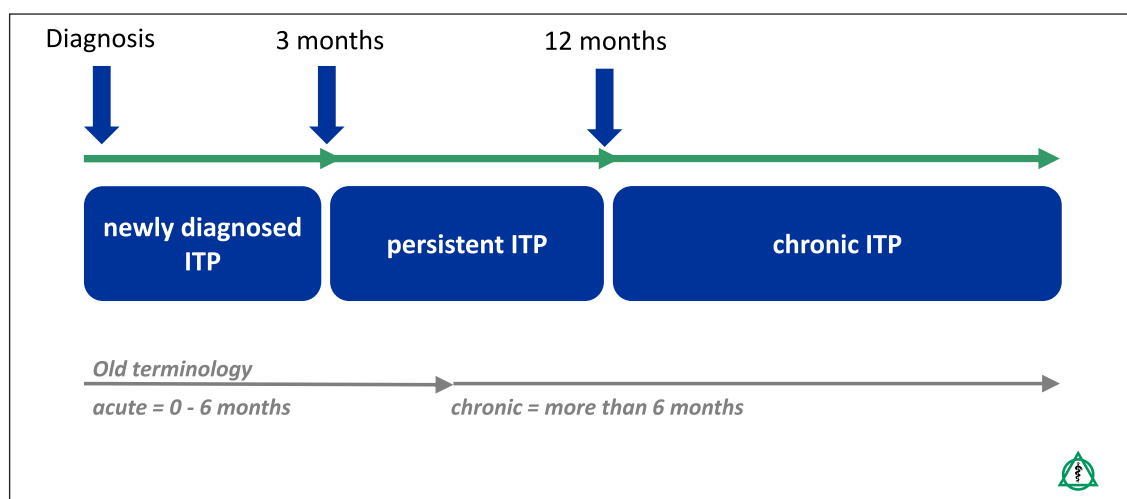 Diagnosis
3 months
12 months
newly diagnosed
ITP
persistent ITP
chronic ITP
Old terminology
acute = 0 - 6 months
chronic = more than 6 months